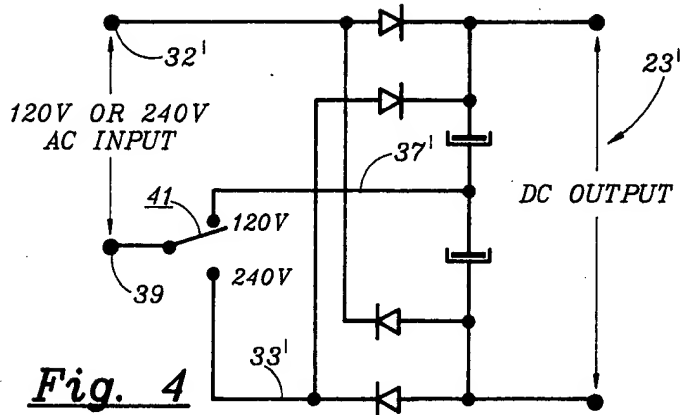 32'
23'
120V OR 240V
AC INPUT
37'
DC OUTPUT
41
120V
39
240V
33'
Fig. 4